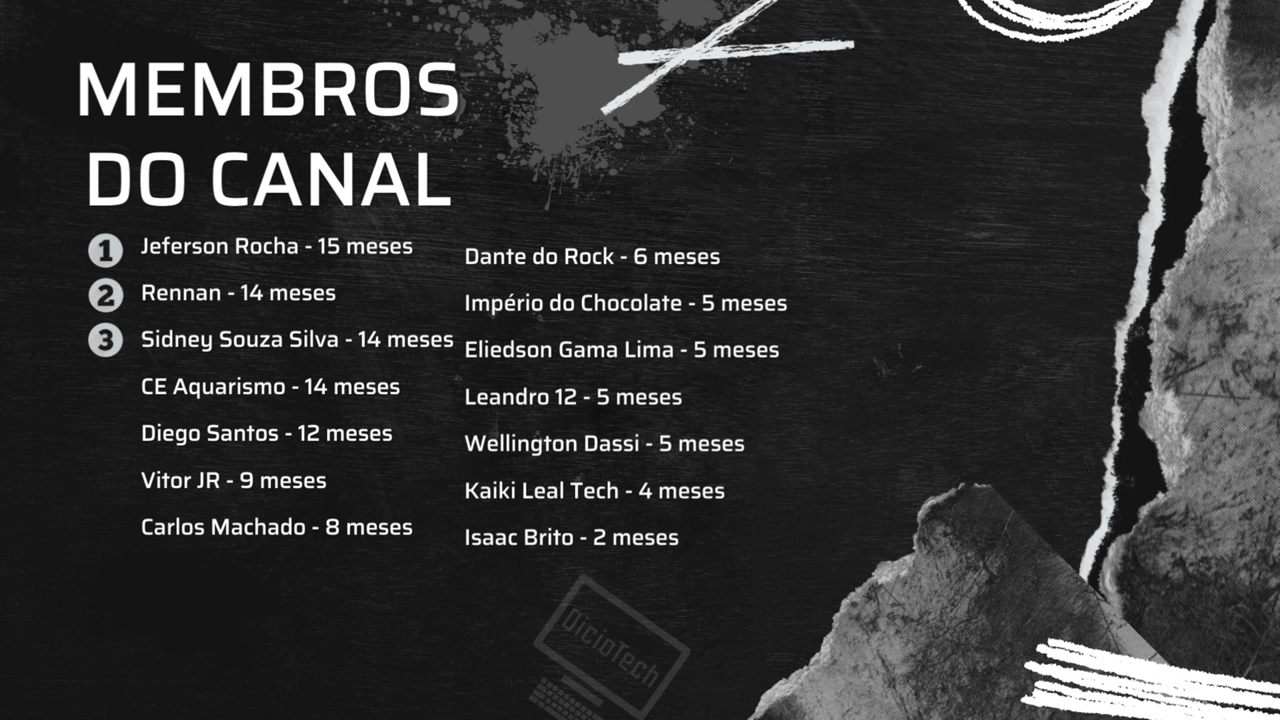 MEMBROS
DO CANAL
1 Jeferson Rocha - 15 meses
2 Rennan - 14 meses
3 Sidney Souza Silva - 14 meses
CE Aquarismo - 14 meses
Diego Santos - 12 meses
Vitor JR - 9 meses
Carlos Machado - 8 meses
Dante do Rock - 6 meses
Império do Chocolate - 5 meses
Eliedson Gama Lima - 5 meses
Leandro 12 - 5 meses
Wellington Dassi - 5 meses
Kaiki Leal Tech - 4 meses
Isaac Brito - 2 meses
DicioTech